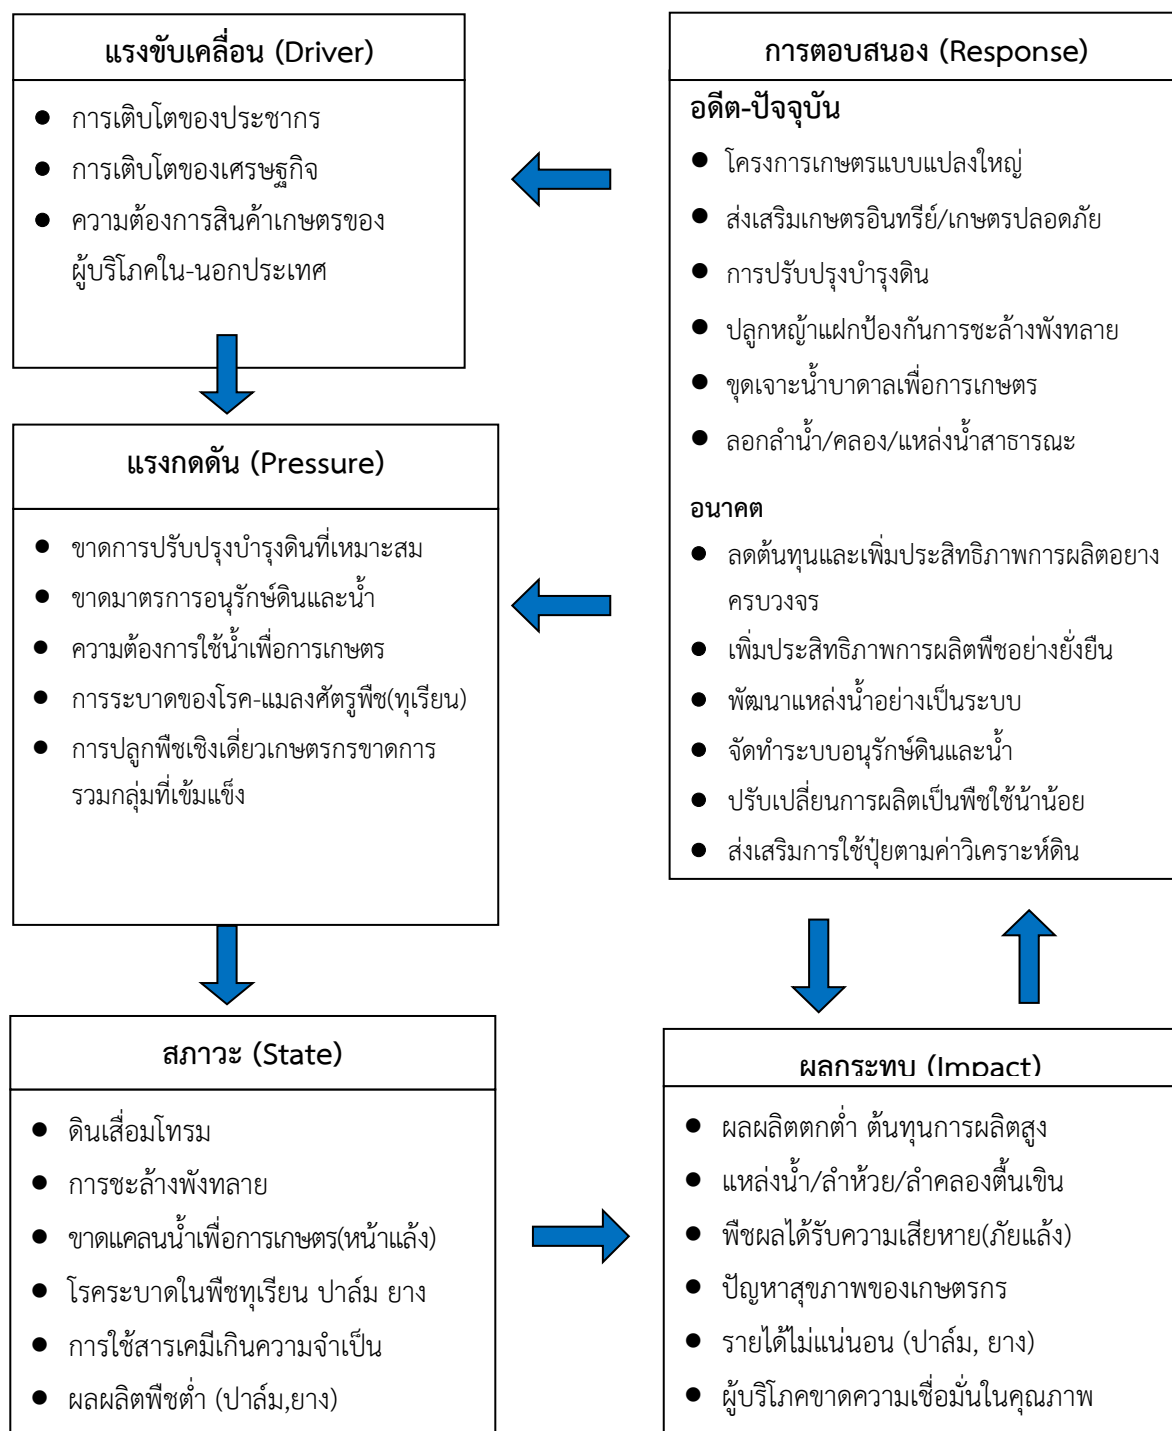 แรงขับเคลื่อน (Driver)
การเติบโตของประชากร
การเติบโตของเศรษฐกิจ
ความต้องการสินค้าเกษตรของ
ผู้บริโภคใน-นอกประเทศ
แรงกดดัน (Pressure)
ขาดการปรับปรุงบำรุงดินที่เหมาะสม
ขาดมาตรการอนุรักษ์ดินและน้ำ
ความต้องการใช้น้ำเพื่อการเกษตร
การระบาดของโรค-แมลงศัตรูพืช(ทุเรียน)
การปลูกพืชเชิงเดี่ยวเกษตรกรขาดการ
รวมกลุ่มที่เข้มแข็ง
สภาวะ (State)
ดินเสื่อมโทรม
การชะล้างพังทลาย
ขาดแคลนน้ำเพื่อการเกษตร(หน้าแล้ง)
โรคระบาดในพืชทุเรียน ปาล์ม ยาง
การใช้สารเคมีเกินความจำเป็น
ผลผลิตพืชต่ำ (ปาล์ม,ยาง)
การตอบสนอง (Response)
อดีต-ปัจจุบัน
โครงการเกษตรแบบแปลงใหญ่
ส่งเสริมเกษตรอินทรีย์/เกษตรปลอดภัย
การปรับปรุงบำรุงดิน
ปลูกหญ้าแฝกป้องกันการชะล้างพังทลาย
ขุดเจาะน้ำบาดาลเพื่อการเกษตร
ลอกลำน้ำ/คลอง/แหล่งน้ำสาธารณะ
อนาคต
ลดต้นทุนและเพิ่มประสิทธิภาพการผลิตอยาง
ครบวงจร
เพิ่มประสิทธิภาพการผลิตพืชอย่างยั่งยืน
พัฒนาแหล่งน้ำอย่างเป็นระบบ
จัดทำระบบอนุรักษ์ดินและน้ำ
ปรับเปลี่ยนการผลิตเป็นพืชใช้น้าน้อย
ส่งเสริมการใช้ปุ๋ยตามค่าวิเคราะห์ดิน
ผลกระทบ (Impact)
ผลผลิตตกต่ำ ต้นทุนการผลิตสูง
แหล่งน้ำ/ลำห้วย/ลำคลองตื้นเขิน
พืชผลได้รับความเสียหาย(ภัยแล้ง)
ปัญหาสุขภาพของเกษตรกร
รายได้ไม่แน่นอน (ปาล์ม, ยาง)
ผู้บริโภคขาดความเชื่อมั่นในคุณภาพ